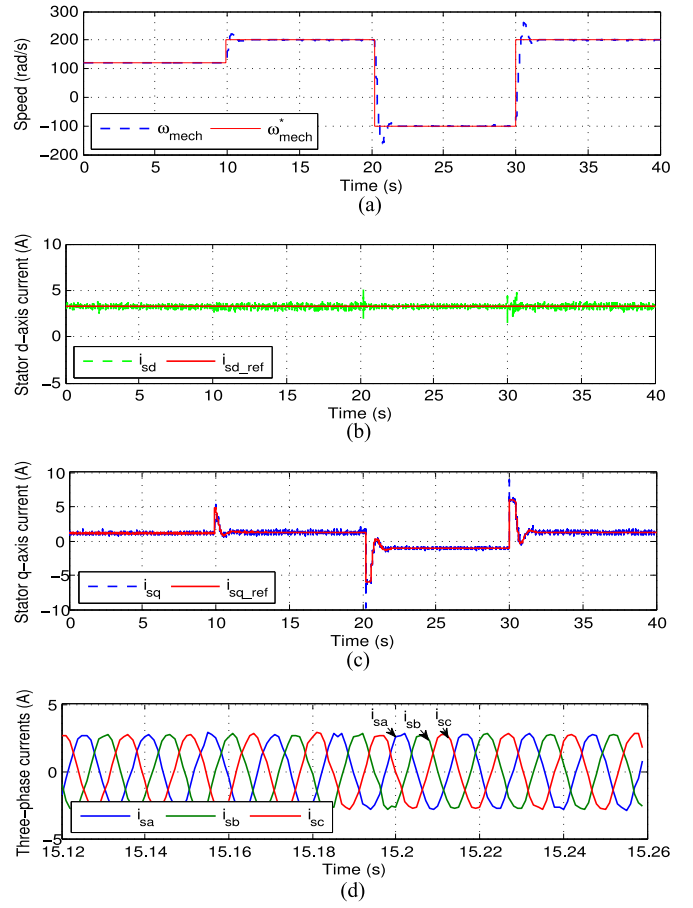 300
200
100
0
−100
−200
Speed (rad/s)
ω_mech
ω*_mech
0 5 10 15 20 25 30 35 40
Time (s)
(a)
10
5
0
−5
Stator d−axis current (A)
i_sd
i_sd_ref
0 5 10 15 20 25 30 35 40
Time (s)
(b)
10
5
0
−5
−10
Stator q−axis current (A)
i_sq
i_sq_ref
0 5 10 15 20 25 30 35 40
Time (s)
(c)
5
0
−5
Three−phase currents (A)
i_sa
i_sb
i_sc
i_sa
i_sb
i_sc
15.12 15.14 15.16 15.18 15.2 15.22 15.24 15.26
Time (s)
(d)